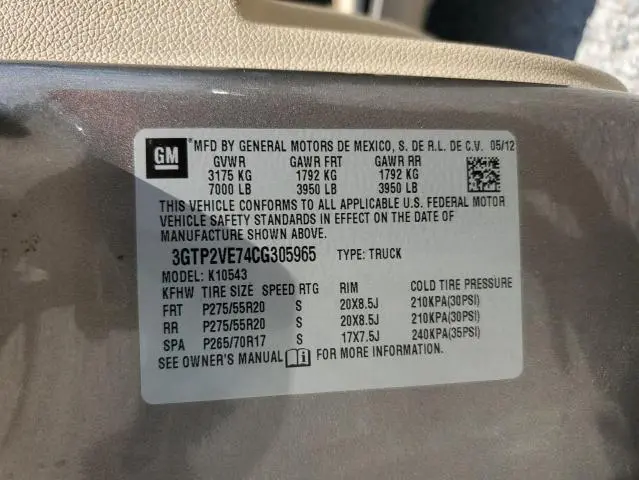 GM MFD BY GENERAL MOTORS DE MEXICO, S. DE R.L. DE C.V. 05/12
GVWR GAWR FRT GAWR RR
3175 KG 1792 KG 1792 KG
7000 LB 3950 LB 3950 LB
THIS VEHICLE CONFORMS TO ALL APPLICABLE U.S. FEDERAL MOTOR
VEHICLE SAFETY STANDARDS IN EFFECT ON THE DATE OF
MANUFACTURE SHOWN ABOVE.
3GTP2VE74CG305965 TYPE: TRUCK
MODEL: K10543
KFHW TIRE SIZE SPEED RTG RIM COLD TIRE PRESSURE
FRT P275/55R20 S 20X8.5J 210KPA(30PSI)
RR P275/55R20 S 20X8.5J 210KPA(30PSI)
SPA P265/70R17 S 17X7.5J 240KPA(35PSI)
SEE OWNER'S MANUAL FOR MORE INFORMATION.